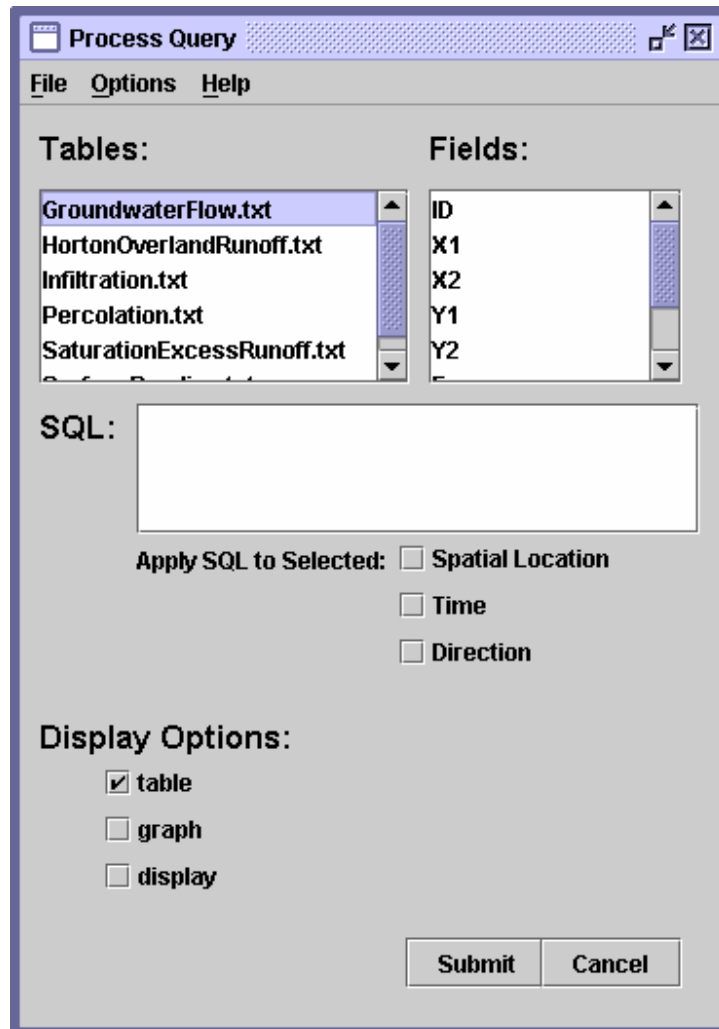 Process Query
File Options Help
Tables:
Fields:
GroundwaterFlow.txt
HortonOverlandRunoff.txt
Infiltration.txt
Percolation.txt
SaturationExcessRunoff.txt
ID
X1
X2
Y1
Y2
SQL:
Apply SQL to Selected:
Spatial Location
Time
Direction
Display Options:
table
graph
display
Submit
Cancel